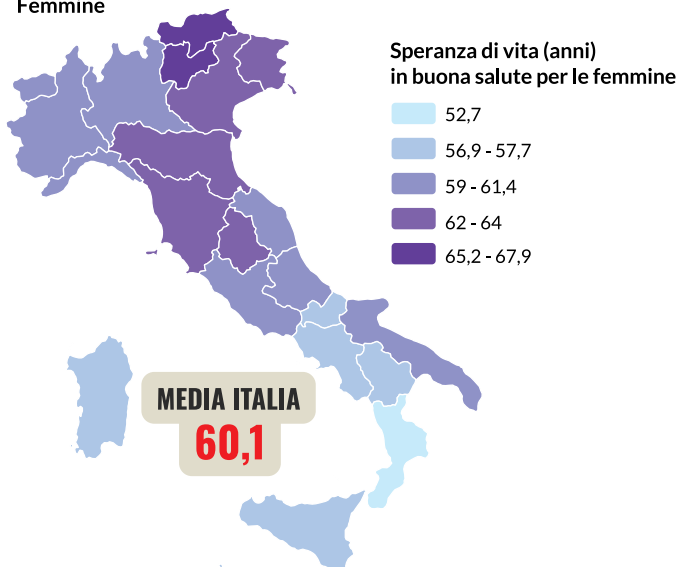 Femmine
Speranza di vita (anni)
in buona salute per le femmine
52,7
56,9 - 57,7
59 - 61,4
62 - 64
65,2 - 67,9
MEDIA ITALIA
60,1